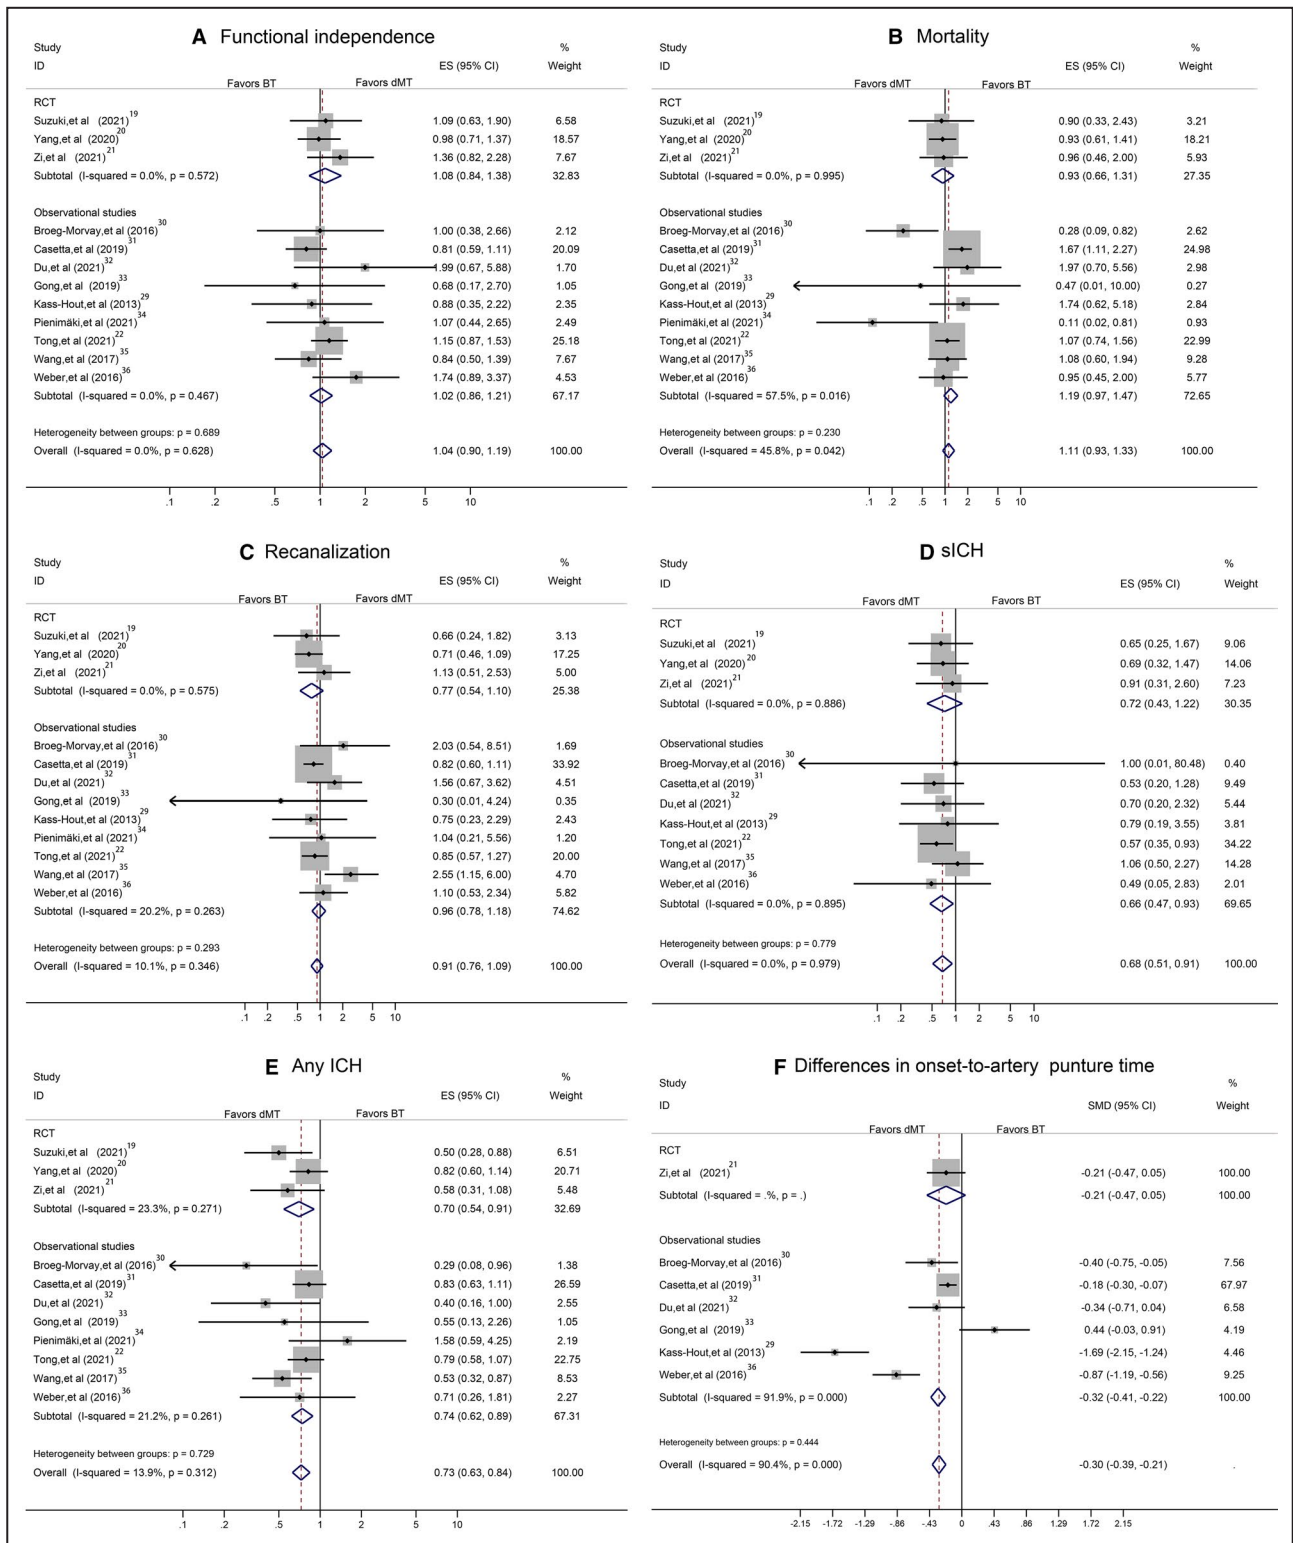 A Functional independence
Study %
ID ES (95% CI) Weight
Favors BT Favors dMT
RCT
Suzuki,et al (2021)19 1.09 (0.63, 1.90) 6.58
Yang,et al (2020)20 0.98 (0.71, 1.37) 18.57
Zi,et al (2021)21 1.36 (0.82, 2.28) 7.67
Subtotal (I-squared = 0.0%, p = 0.572) 1.08 (0.84, 1.38) 32.83
Observational studies
Broeg-Morvay,et al (2016)30 1.00 (0.38, 2.66) 2.12
Casetta,et al (2019)31 0.81 (0.59, 1.11) 20.09
Du,et al (2021)32 1.99 (0.67, 5.88) 1.70
Gong,et al (2019)33 0.68 (0.17, 2.70) 1.05
Kass-Hout,et al (2013)29 0.88 (0.35, 2.22) 2.35
Pienimäki,et al (2021)34 1.07 (0.44, 2.65) 2.49
Tong,et al (2021)22 1.15 (0.87, 1.53) 25.18
Wang,et al (2017)35 0.84 (0.50, 1.39) 7.67
Weber,et al (2016)36 1.74 (0.89, 3.37) 4.53
Subtotal (I-squared = 0.0%, p = 0.467) 1.02 (0.86, 1.21) 67.17
Heterogeneity between groups: p = 0.689
Overall (I-squared = 0.0%, p = 0.628) 1.04 (0.90, 1.19) 100.00
.1 .2 .5 1 2 5 10
B Mortality
Study %
ID ES (95% CI) Weight
Favors dMT Favors BT
RCT
Suzuki,et al (2021)19 0.90 (0.33, 2.43) 3.21
Yang,et al (2020)20 0.93 (0.61, 1.41) 18.21
Zi,et al (2021)21 0.96 (0.46, 2.00) 5.93
Subtotal (I-squared = 0.0%, p = 0.995) 0.93 (0.66, 1.31) 27.35
Observational studies
Broeg-Morvay,et al (2016)30 0.28 (0.09, 0.82) 2.62
Casetta,et al (2019)31 1.67 (1.11, 2.27) 24.98
Du,et al (2021)32 1.97 (0.70, 5.56) 2.98
Gong,et al (2019)33 0.47 (0.01, 10.00) 0.27
Kass-Hout,et al (2013)29 1.74 (0.62, 5.18) 2.84
Pienimäki,et al (2021)34 0.11 (0.02, 0.81) 0.93
Tong,et al (2021)22 1.07 (0.74, 1.56) 22.99
Wang,et al (2017)35 1.08 (0.60, 1.94) 9.28
Weber,et al (2016)36 0.95 (0.45, 2.00) 5.77
Subtotal (I-squared = 57.5%, p = 0.016) 1.19 (0.97, 1.47) 72.65
Heterogeneity between groups: p = 0.230
Overall (I-squared = 45.8%, p = 0.042) 1.11 (0.93, 1.33) 100.00
.1 .2 .5 1 2 5 10
C Recanalization
Study %
ID ES (95% CI) Weight
Favors BT Favors dMT
RCT
Suzuki,et al (2021)19 0.66 (0.24, 1.82) 3.13
Yang,et al (2020)20 0.71 (0.46, 1.09) 17.25
Zi,et al (2021)21 1.13 (0.51, 2.53) 5.00
Subtotal (I-squared = 0.0%, p = 0.575) 0.77 (0.54, 1.10) 25.38
Observational studies
Broeg-Morvay,et al (2016)30 2.03 (0.54, 8.51) 1.69
Casetta,et al (2019)31 0.82 (0.60, 1.11) 33.92
Du,et al (2021)32 1.56 (0.67, 3.62) 4.51
Gong,et al (2019)33 0.30 (0.01, 4.24) 0.35
Kass-Hout,et al (2013)29 0.75 (0.23, 2.29) 2.43
Pienimäki,et al (2021)34 1.04 (0.21, 5.56) 1.20
Tong,et al (2021)22 0.85 (0.57, 1.27) 20.00
Wang,et al (2017)35 2.55 (1.15, 6.00) 4.70
Weber,et al (2016)36 1.10 (0.53, 2.34) 5.82
Subtotal (I-squared = 20.2%, p = 0.263) 0.96 (0.78, 1.18) 74.62
Heterogeneity between groups: p = 0.293
Overall (I-squared = 10.1%, p = 0.346) 0.91 (0.76, 1.09) 100.00
.1 .2 .5 1 2 5 10
D sICH
Study %
ID ES (95% CI) Weight
Favors dMT Favors BT
RCT
Suzuki,et al (2021)19 0.65 (0.25, 1.67) 9.06
Yang,et al (2020)20 0.69 (0.32, 1.47) 14.06
Zi,et al (2021)21 0.91 (0.31, 2.60) 7.23
Subtotal (I-squared = 0.0%, p = 0.886) 0.72 (0.43, 1.22) 30.35
Observational studies
Broeg-Morvay,et al (2016)30 1.00 (0.01, 80.48) 0.40
Casetta,et al (2019)31 0.53 (0.20, 1.28) 9.49
Du,et al (2021)32 0.70 (0.20, 2.32) 5.44
Kass-Hout,et al (2013)29 0.79 (0.19, 3.55) 3.81
Tong,et al (2021)22 0.57 (0.35, 0.93) 34.22
Wang,et al (2017)35 1.06 (0.50, 2.27) 14.28
Weber,et al (2016)36 0.49 (0.05, 2.83) 2.01
Subtotal (I-squared = 0.0%, p = 0.895) 0.66 (0.47, 0.93) 69.65
Heterogeneity between groups: p = 0.779
Overall (I-squared = 0.0%, p = 0.979) 0.68 (0.51, 0.91) 100.00
.1 .2 .5 1 2 5 10
E Any ICH
Study %
ID ES (95% CI) Weight
Favors dMT Favors BT
RCT
Suzuki,et al (2021)19 0.50 (0.28, 0.88) 6.51
Yang,et al (2020)20 0.82 (0.60, 1.14) 20.71
Zi,et al (2021)21 0.58 (0.31, 1.08) 5.48
Subtotal (I-squared = 23.3%, p = 0.271) 0.70 (0.54, 0.91) 32.69
Observational studies
Broeg-Morvay,et al (2016)30 0.29 (0.08, 0.96) 1.38
Casetta,et al (2019)31 0.83 (0.63, 1.11) 26.59
Du,et al (2021)32 0.40 (0.16, 1.00) 2.55
Gong,et al (2019)33 0.55 (0.13, 2.26) 1.05
Pienimäki,et al (2021)34 1.58 (0.59, 4.25) 2.19
Tong,et al (2021)22 0.79 (0.58, 1.07) 22.75
Wang,et al (2017)35 0.53 (0.32, 0.87) 8.53
Weber,et al (2016)36 0.71 (0.26, 1.81) 2.27
Subtotal (I-squared = 21.2%, p = 0.261) 0.74 (0.62, 0.89) 67.31
Heterogeneity between groups: p = 0.729
Overall (I-squared = 13.9%, p = 0.312) 0.73 (0.63, 0.84) 100.00
.1 .2 .5 1 2 5 10
F Differences in onset-to-artery punture time
Study %
ID SMD (95% CI) Weight
Favors dMT Favors BT
RCT
Zi,et al (2021)21 -0.21 (-0.47, 0.05) 100.00
Subtotal (I-squared = .%, p = .) -0.21 (-0.47, 0.05) 100.00
Observational studies
Broeg-Morvay,et al (2016)30 -0.40 (-0.75, -0.05) 7.56
Casetta,et al (2019)31 -0.18 (-0.30, -0.07) 67.97
Du,et al (2021)32 -0.34 (-0.71, 0.04) 6.58
Gong,et al (2019)33 0.44 (-0.03, 0.91) 4.19
Kass-Hout,et al (2013)29 -1.69 (-2.15, -1.24) 4.46
Weber,et al (2016)36 -0.87 (-1.19, -0.56) 9.25
Subtotal (I-squared = 91.9%, p = 0.000) -0.32 (-0.41, -0.22) 100.00
Heterogeneity between groups: p = 0.444
Overall (I-squared = 90.4%, p = 0.000) -0.30 (-0.39, -0.21) .
-2.15 -1.72 -1.29 -.86 -.43 0 .43 .86 1.29 1.72 2.15